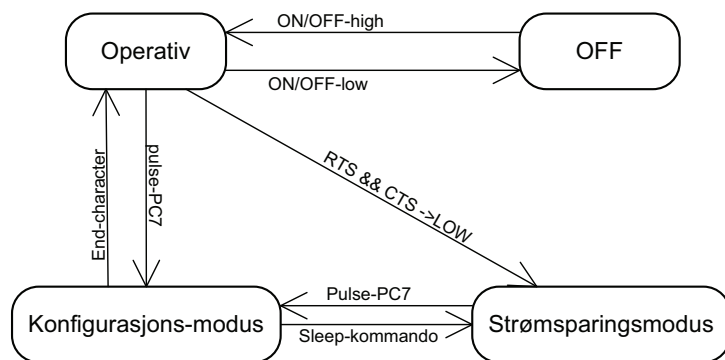 ON/OFF-high
Operativ
OFF
ON/OFF-low
End-character
pulse-PC7
RTS && CTS ->LOW
Pulse-PC7
Konfigurasjons-modus
Strømsparingsmodus
Sleep-kommando